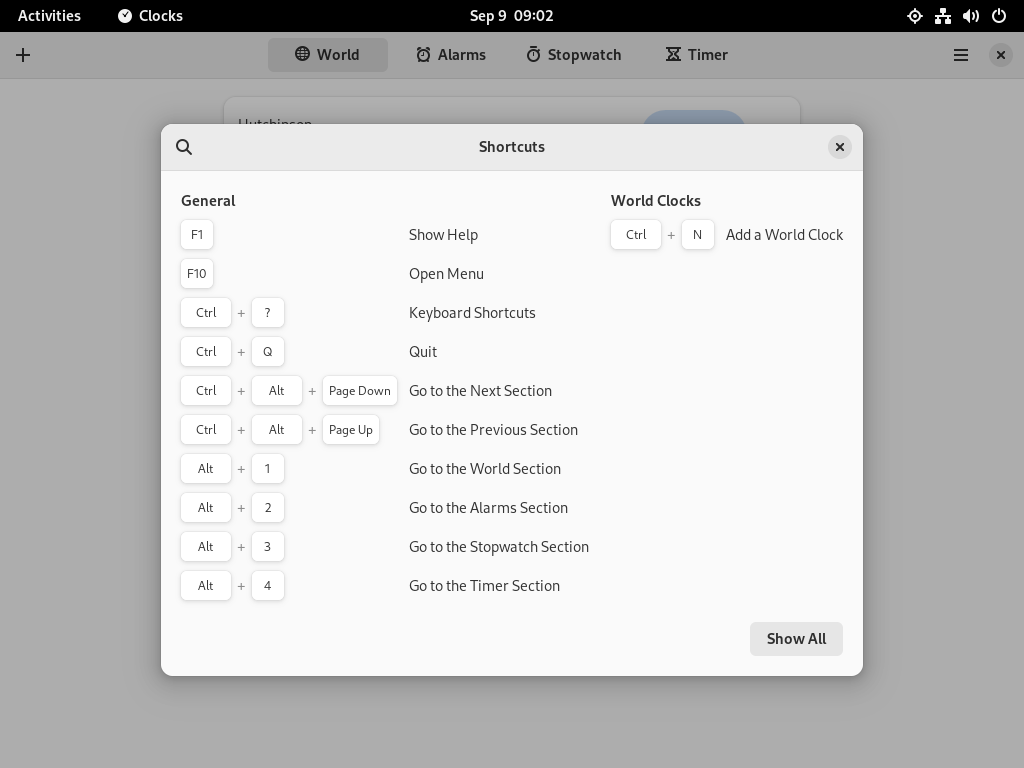 Activities Clocks Sep 9 09:02
World Alarms Stopwatch Timer
Shortcuts
General
F1 Show Help
F10 Open Menu
Ctrl + ? Keyboard Shortcuts
Ctrl + Q Quit
Ctrl + Alt + Page Down Go to the Next Section
Ctrl + Alt + Page Up Go to the Previous Section
Alt + 1 Go to the World Section
Alt + 2 Go to the Alarms Section
Alt + 3 Go to the Stopwatch Section
Alt + 4 Go to the Timer Section
World Clocks
Ctrl + N Add a World Clock
Show All